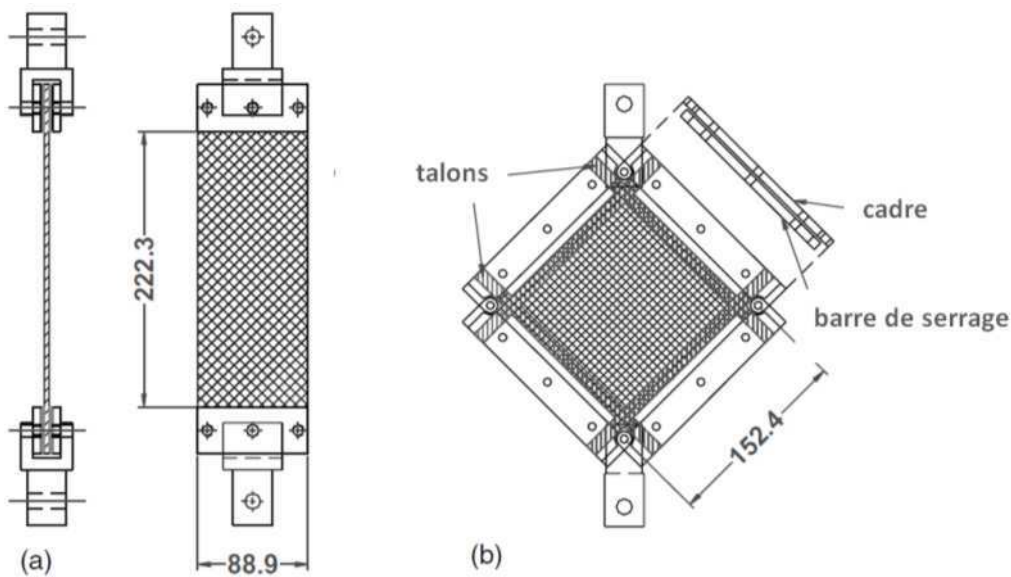 222.3
88.9
(a)
talons
cadre
barre de serrage
152.4
(b)